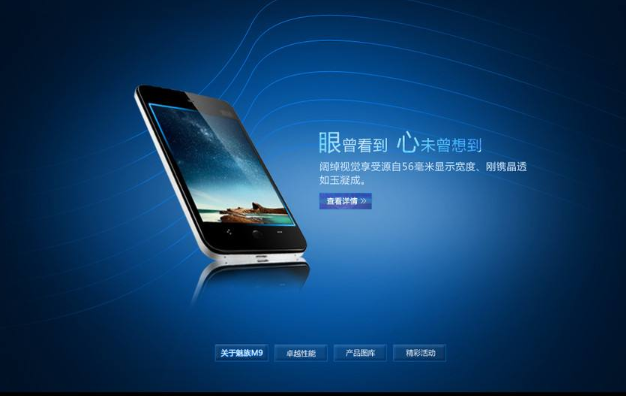 眼曾看到 心未曾想到
阔绰视觉享受源自56毫米显示宽度、刚镌晶透
如玉凝成。
查看详情 »
关于魅族M9
卓越性能
产品图库
精彩活动